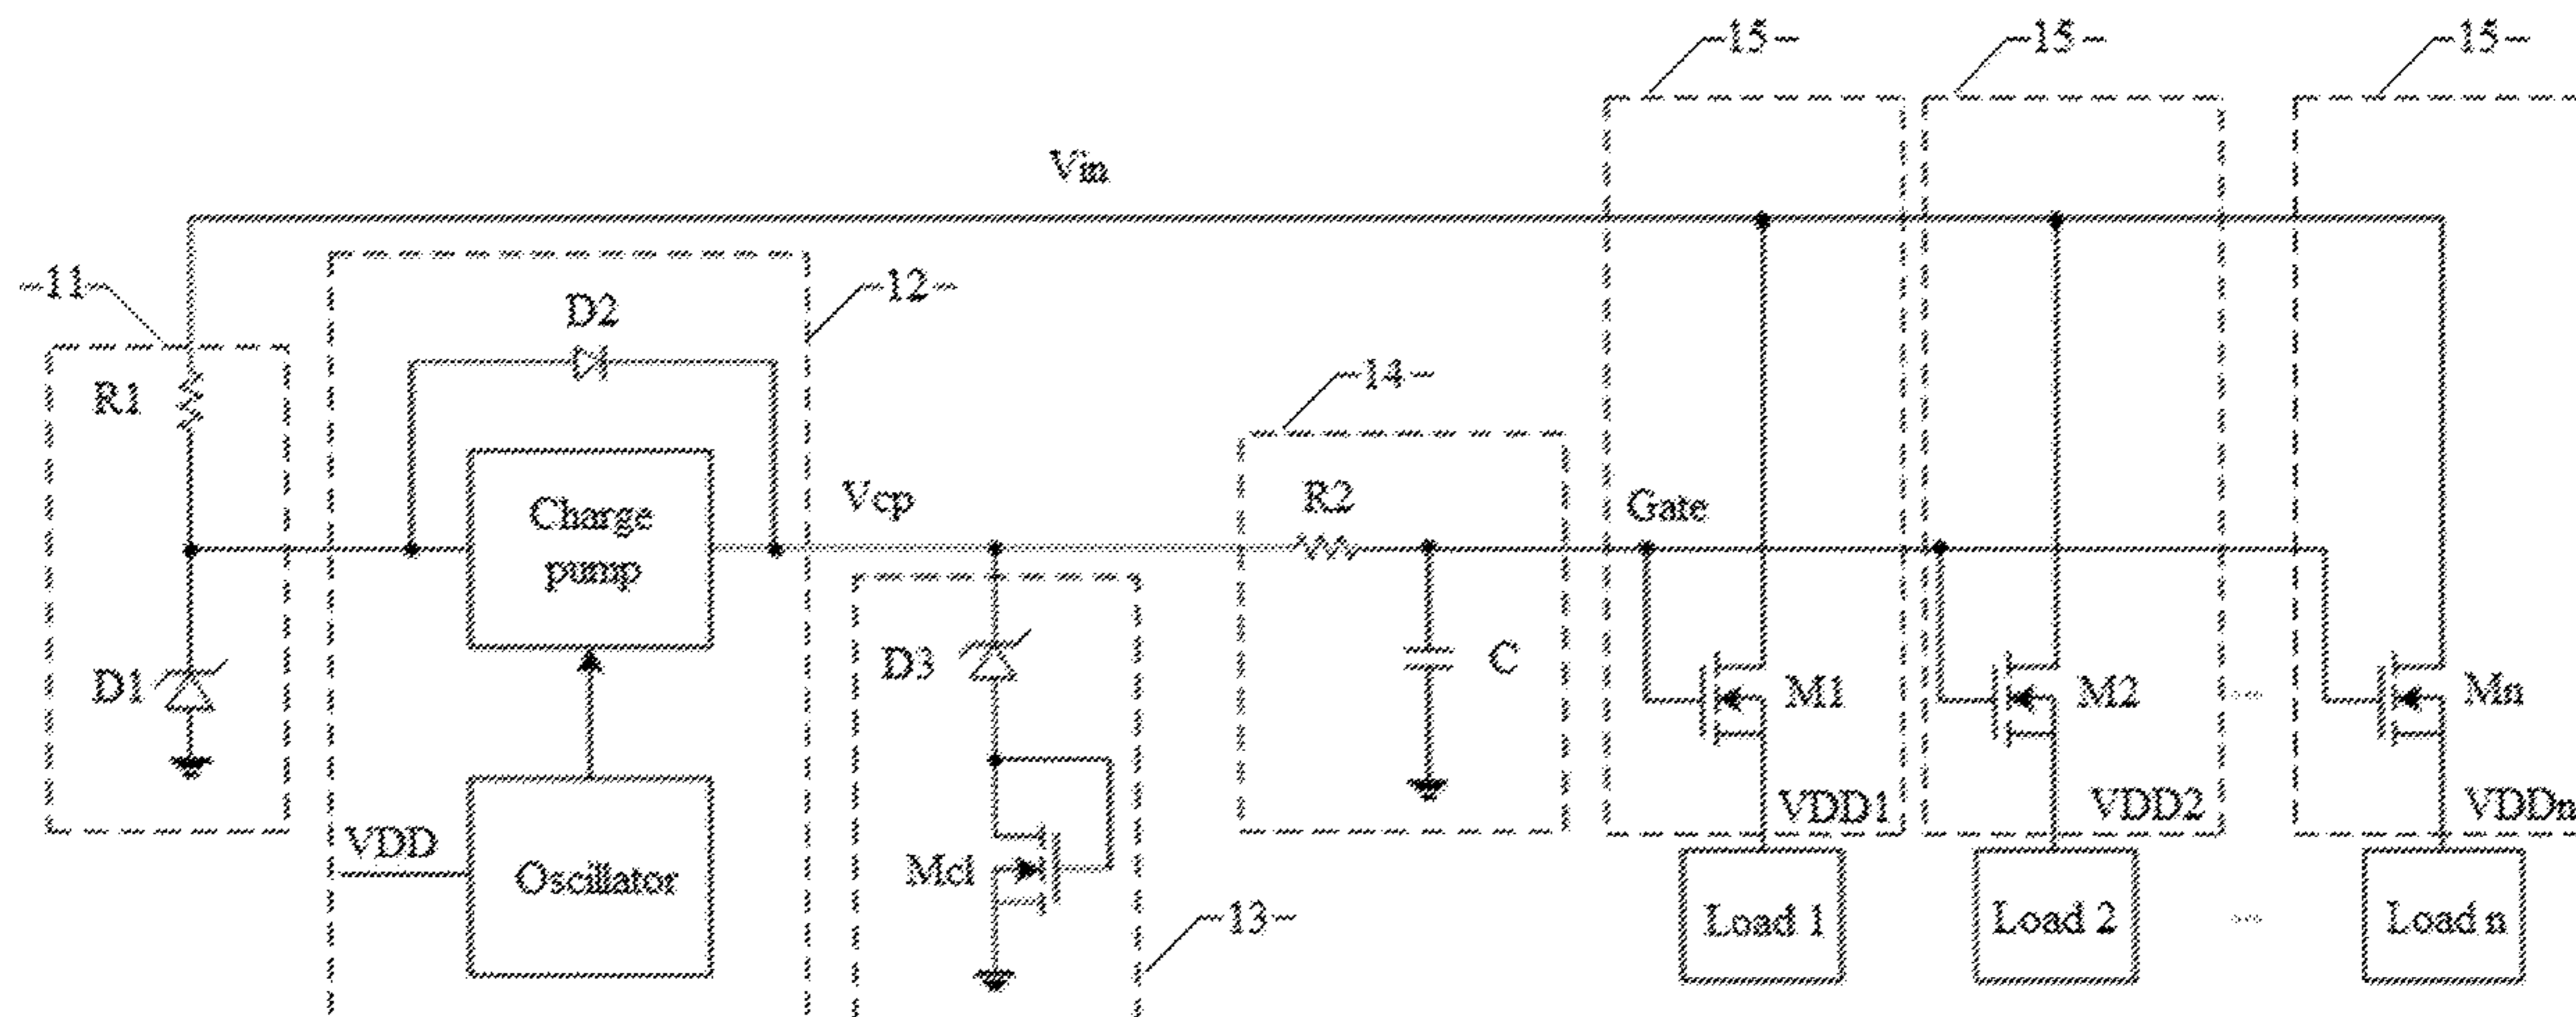 15
15
15
Vin
11
D2
12
R1
14
Charge
pump
Vcp
R2
Gate
D1
D3
C
M1
M2
...
Mn
VDD
Oscillator
Mcl
13
VDD1
VDD2
VDDn
Load 1
Load 2
...
Load n